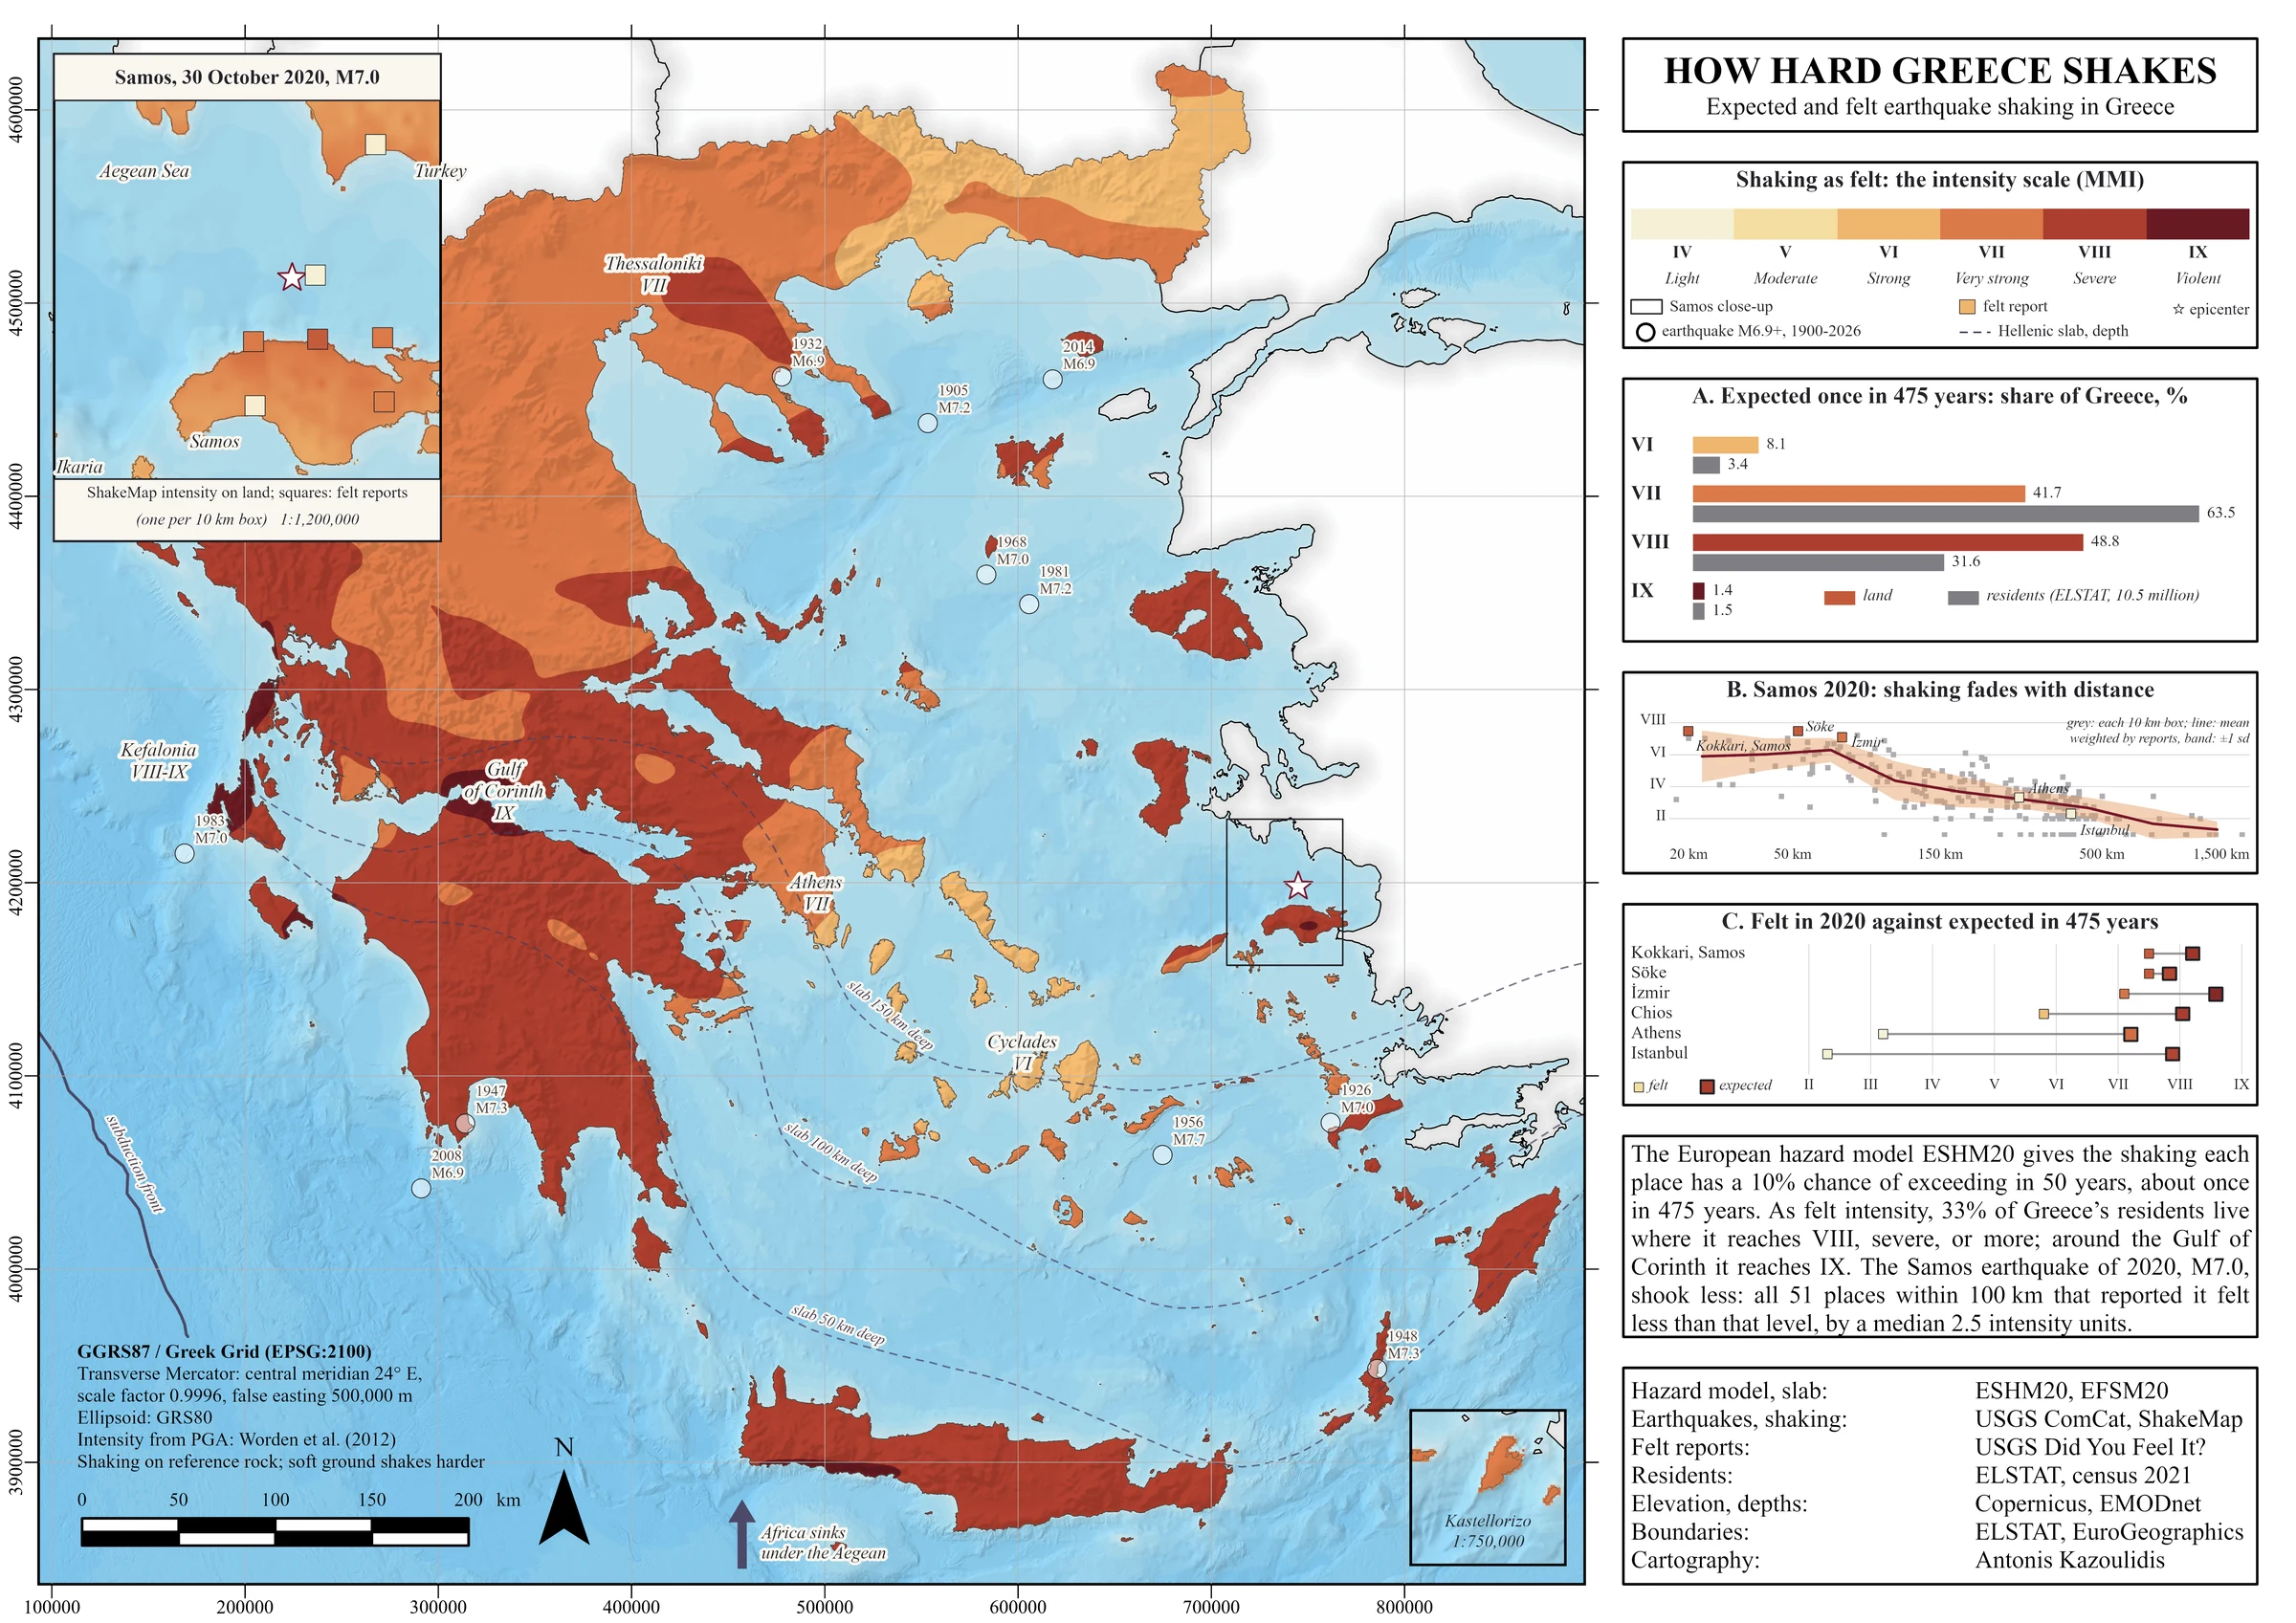 HOW HARD GREECE SHAKES
Expected and felt earthquake shaking in Greece
Samos, 30 October 2020, M7.0
Aegean Sea
Turkey
Samos
Ikaria
ShakeMap intensity on land; squares: felt reports
(one per 10 km box) 1:1,200,000
Thessaloniki
VII
1932
M6.9
2014
M6.9
1905
M7.2
1968
M7.0
1981
M7.2
Kefalonia
VIII-IX
Gulf
of Corinth
IX
1983
M7.0
Athens
VII
slab 150 km deep
Cyclades
VI
1947
M7.3
1926
M7.0
1956
M7.7
slab 100 km deep
2008
M6.9
subduction front
slab 50 km deep
1948
M7.3
GGRS87 / Greek Grid (EPSG:2100)
Transverse Mercator: central meridian 24° E,
scale factor 0.9996, false easting 500,000 m
Ellipsoid: GRS80
Intensity from PGA: Worden et al. (2012)
Shaking on reference rock; soft ground shakes harder
0 50 100 150 200 km
N
Africa sinks
under the Aegean
Kastellorizo
1:750,000
4600000
4500000
4400000
4300000
4200000
4100000
4000000
3900000
100000 200000 300000 400000 500000 600000 700000 800000
Shaking as felt: the intensity scale (MMI)
IV V VI VII VIII IX
Light Moderate Strong Very strong Severe Violent
Samos close-up felt report epicenter
earthquake M6.9+, 1900-2026 Hellenic slab, depth
A. Expected once in 475 years: share of Greece, %
VI 8.1
3.4
VII 41.7
63.5
VIII 48.8
31.6
IX 1.4
1.5
land residents (ELSTAT, 10.5 million)
B. Samos 2020: shaking fades with distance
grey: each 10 km box; line: mean
weighted by reports, band: ±1 sd
VIII
VI
IV
II
Kokkari, Samos
Söke
İzmir
Athens
Istanbul
20 km 50 km 150 km 500 km 1,500 km
C. Felt in 2020 against expected in 475 years
Kokkari, Samos
Söke
İzmir
Chios
Athens
Istanbul
felt expected II III IV V VI VII VIII IX
The European hazard model ESHM20 gives the shaking each
place has a 10% chance of exceeding in 50 years, about once
in 475 years. As felt intensity, 33% of Greece's residents live
where it reaches VIII, severe, or more; around the Gulf of
Corinth it reaches IX. The Samos earthquake of 2020, M7.0,
shook less: all 51 places within 100 km that reported it felt
less than that level, by a median 2.5 intensity units.
Hazard model, slab: ESHM20, EFSM20
Earthquakes, shaking: USGS ComCat, ShakeMap
Felt reports: USGS Did You Feel It?
Residents: ELSTAT, census 2021
Elevation, depths: Copernicus, EMODnet
Boundaries: ELSTAT, EuroGeographics
Cartography: Antonis Kazoulidis